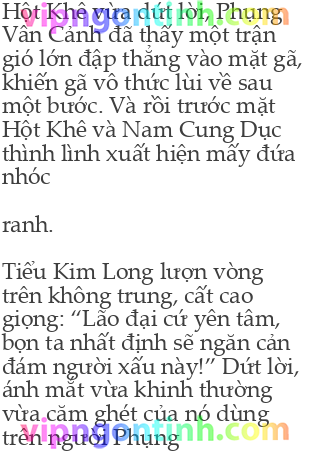 Hột Khê vừa dứt lời, Phụng
Vân Cảnh đã thấy một trận
gió lớn đập thẳng vào mặt gã,
khiến gã vô thức lùi về sau
một bước. Và rồi trước mặt
Hột Khê và Nam Cung Dục
thình lình xuất hiện mấy đứa
nhóc
ranh.
Tiểu Kim Long lượn vòng
trên không trung, cất cao
giọng: “Lão đại cứ yên tâm,
bọn ta nhất định sẽ ngăn cản
đám người xấu này!” Dứt lời,
ánh mắt vừa khinh thường
vừa căm ghét của nó dùng
trên người Phụng
vipngontinh.com
vipngontinh.com